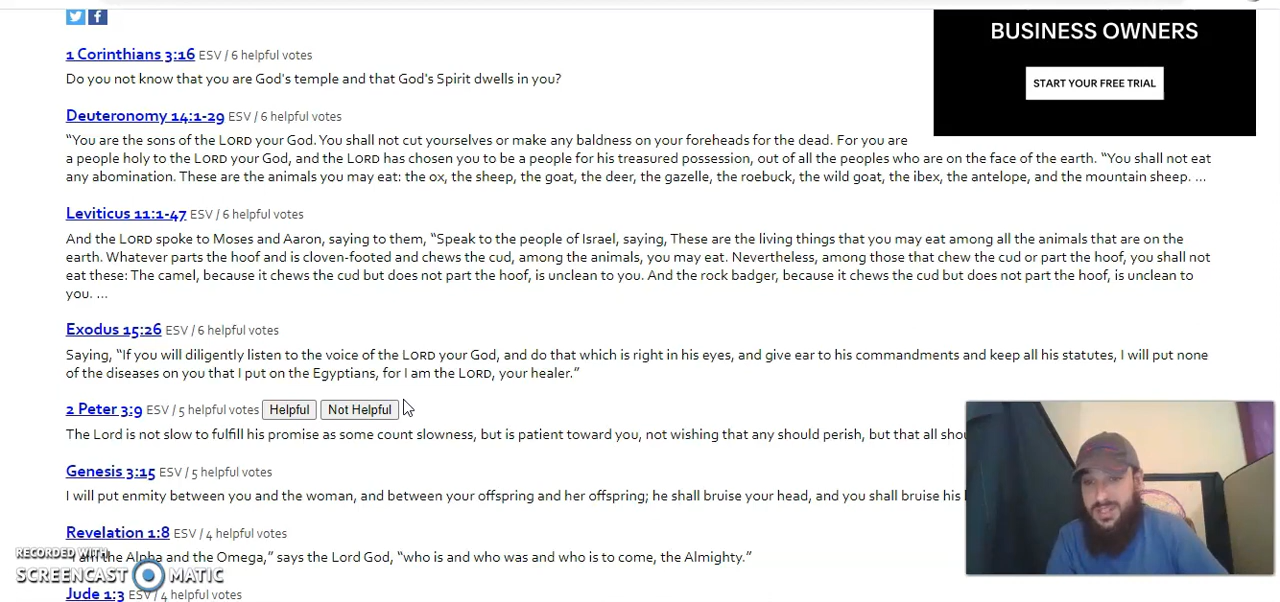 BUSINESS OWNERS
START YOUR FREE TRIAL
1 Corinthians 3:16 ESV / 6 helpful votes
Do you not know that you are God's temple and that God's Spirit dwells in you?
Deuteronomy 14:1-29 ESV / 6 helpful votes
“You are the sons of the LORD your God. You shall not cut yourselves or make any baldness on your foreheads for the dead. For you are
a people holy to the LORD your God, and the LORD has chosen you to be a people for his treasured possession, out of all the peoples who are on the face of the earth. “You shall not eat
any abomination. These are the animals you may eat: the ox, the sheep, the goat, the deer, the gazelle, the roebuck, the wild goat, the ibex, the antelope, and the mountain sheep. ...
Leviticus 11:1-47 ESV / 6 helpful votes
And the LORD spoke to Moses and Aaron, saying to them, “Speak to the people of Israel, saying, These are the living things that you may eat among all the animals that are on the
earth. Whatever parts the hoof and is cloven-footed and chews the cud, among the animals, you may eat. Nevertheless, among those that chew the cud or part the hoof, you shall not
eat these: The camel, because it chews the cud but does not part the hoof, is unclean to you. And the rock badger, because it chews the cud but does not part the hoof, is unclean to
you. ...
Exodus 15:26 ESV / 6 helpful votes
Saying, “If you will diligently listen to the voice of the LORD your God, and do that which is right in his eyes, and give ear to his commandments and keep all his statutes, I will put none
of the diseases on you that I put on the Egyptians, for I am the LORD, your healer.”
2 Peter 3:9 ESV / 5 helpful votes Helpful Not Helpful
The Lord is not slow to fulfill his promise as some count slowness, but is patient toward you, not wishing that any should perish, but that all
Genesis 3:15 ESV / 5 helpful votes
I will put enmity between you and the woman, and between your offspring and her offspring; he shall bruise your head, and you shall bruise his
Revelation 1:8 ESV / 4 helpful votes
am the Alpha and the Omega,” says the Lord God, “who is and who was and who is to come, the Almighty.”
RECORDED WITH
SCREENCAST MATIC
Jude 1:3 ESV / 4 helpful votes